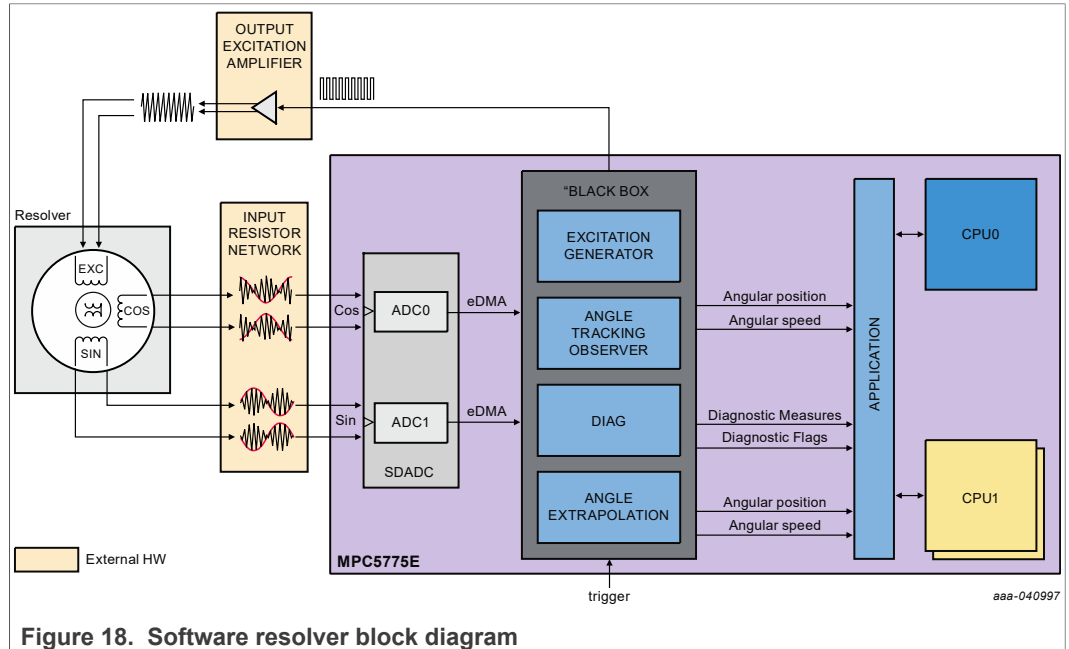 OUTPUT
EXCITATION
AMPLIFIER
Resolver
EXC
COS
SIN
INPUT
RESISTOR
NETWORK
Cos
ADC0
eDMA
Sin
ADC1
eDMA
SDADC
"BLACK BOX
EXCITATION
GENERATOR
ANGLE
TRACKING
OBSERVER
DIAG
ANGLE
EXTRAPOLATION
Angular position
Angular speed
Diagnostic Measures
Diagnostic Flags
Angular position
Angular speed
APPLICATION
CPU0
CPU1
External HW
MPC5775E
trigger
aaa-040997
Figure 18. Software resolver block diagram